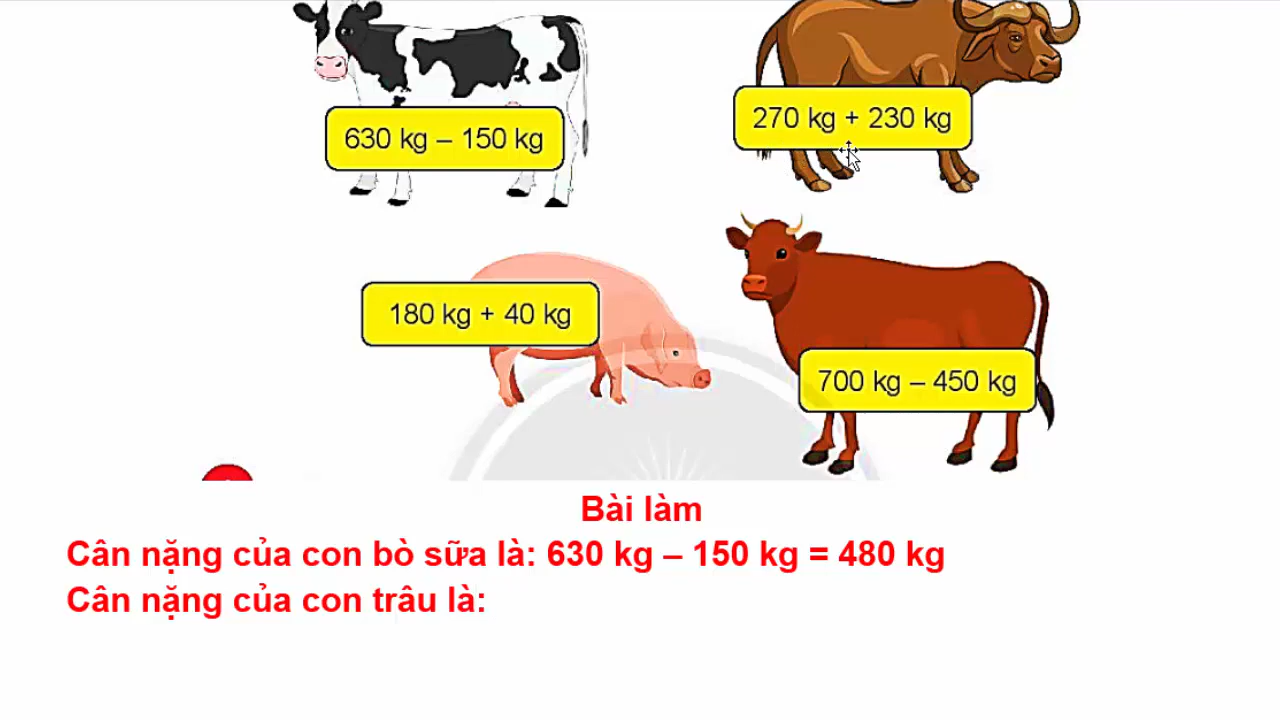 630 kg – 150 kg
270 kg + 230 kg
180 kg + 40 kg
700 kg – 450 kg
Bài làm
Cân nặng của con bò sữa là: 630 kg – 150 kg = 480 kg
Cân nặng của con trâu là: